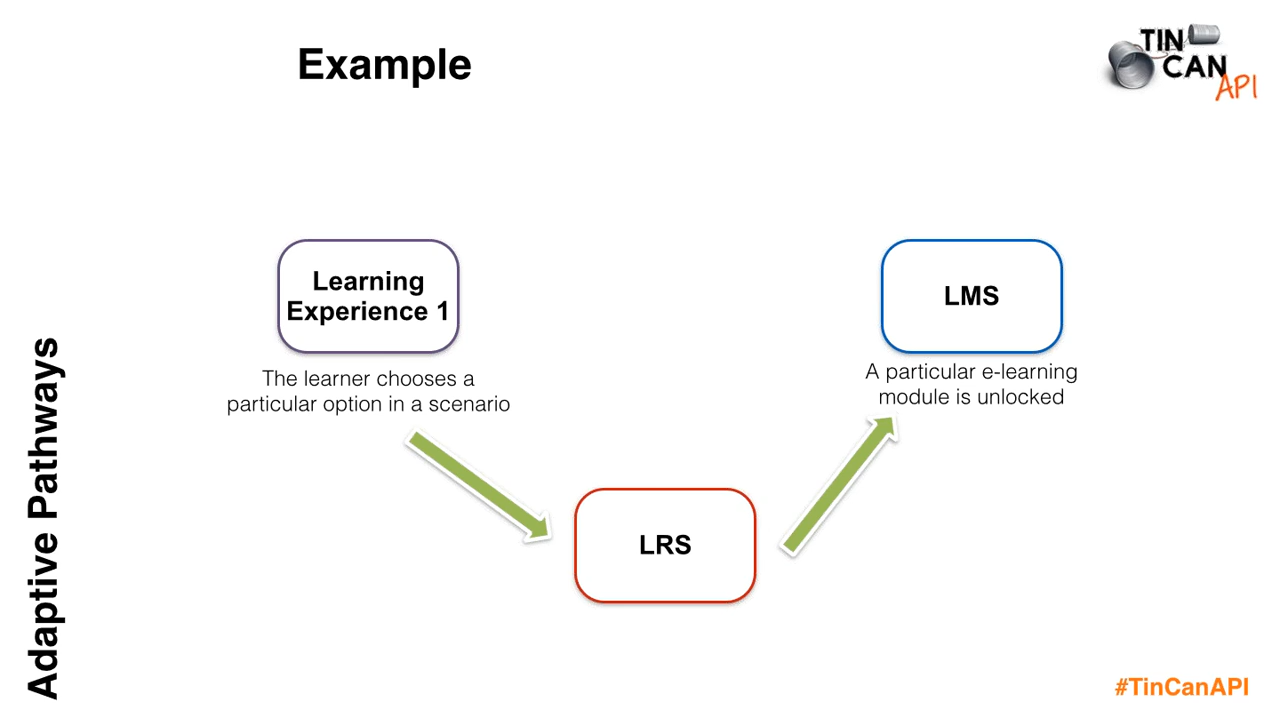 Example
TIN
CAN
API
Learning
Experience 1
The learner chooses a
particular option in a scenario
LMS
A particular e-learning
module is unlocked
LRS
Adaptive Pathways
#TinCanAPI